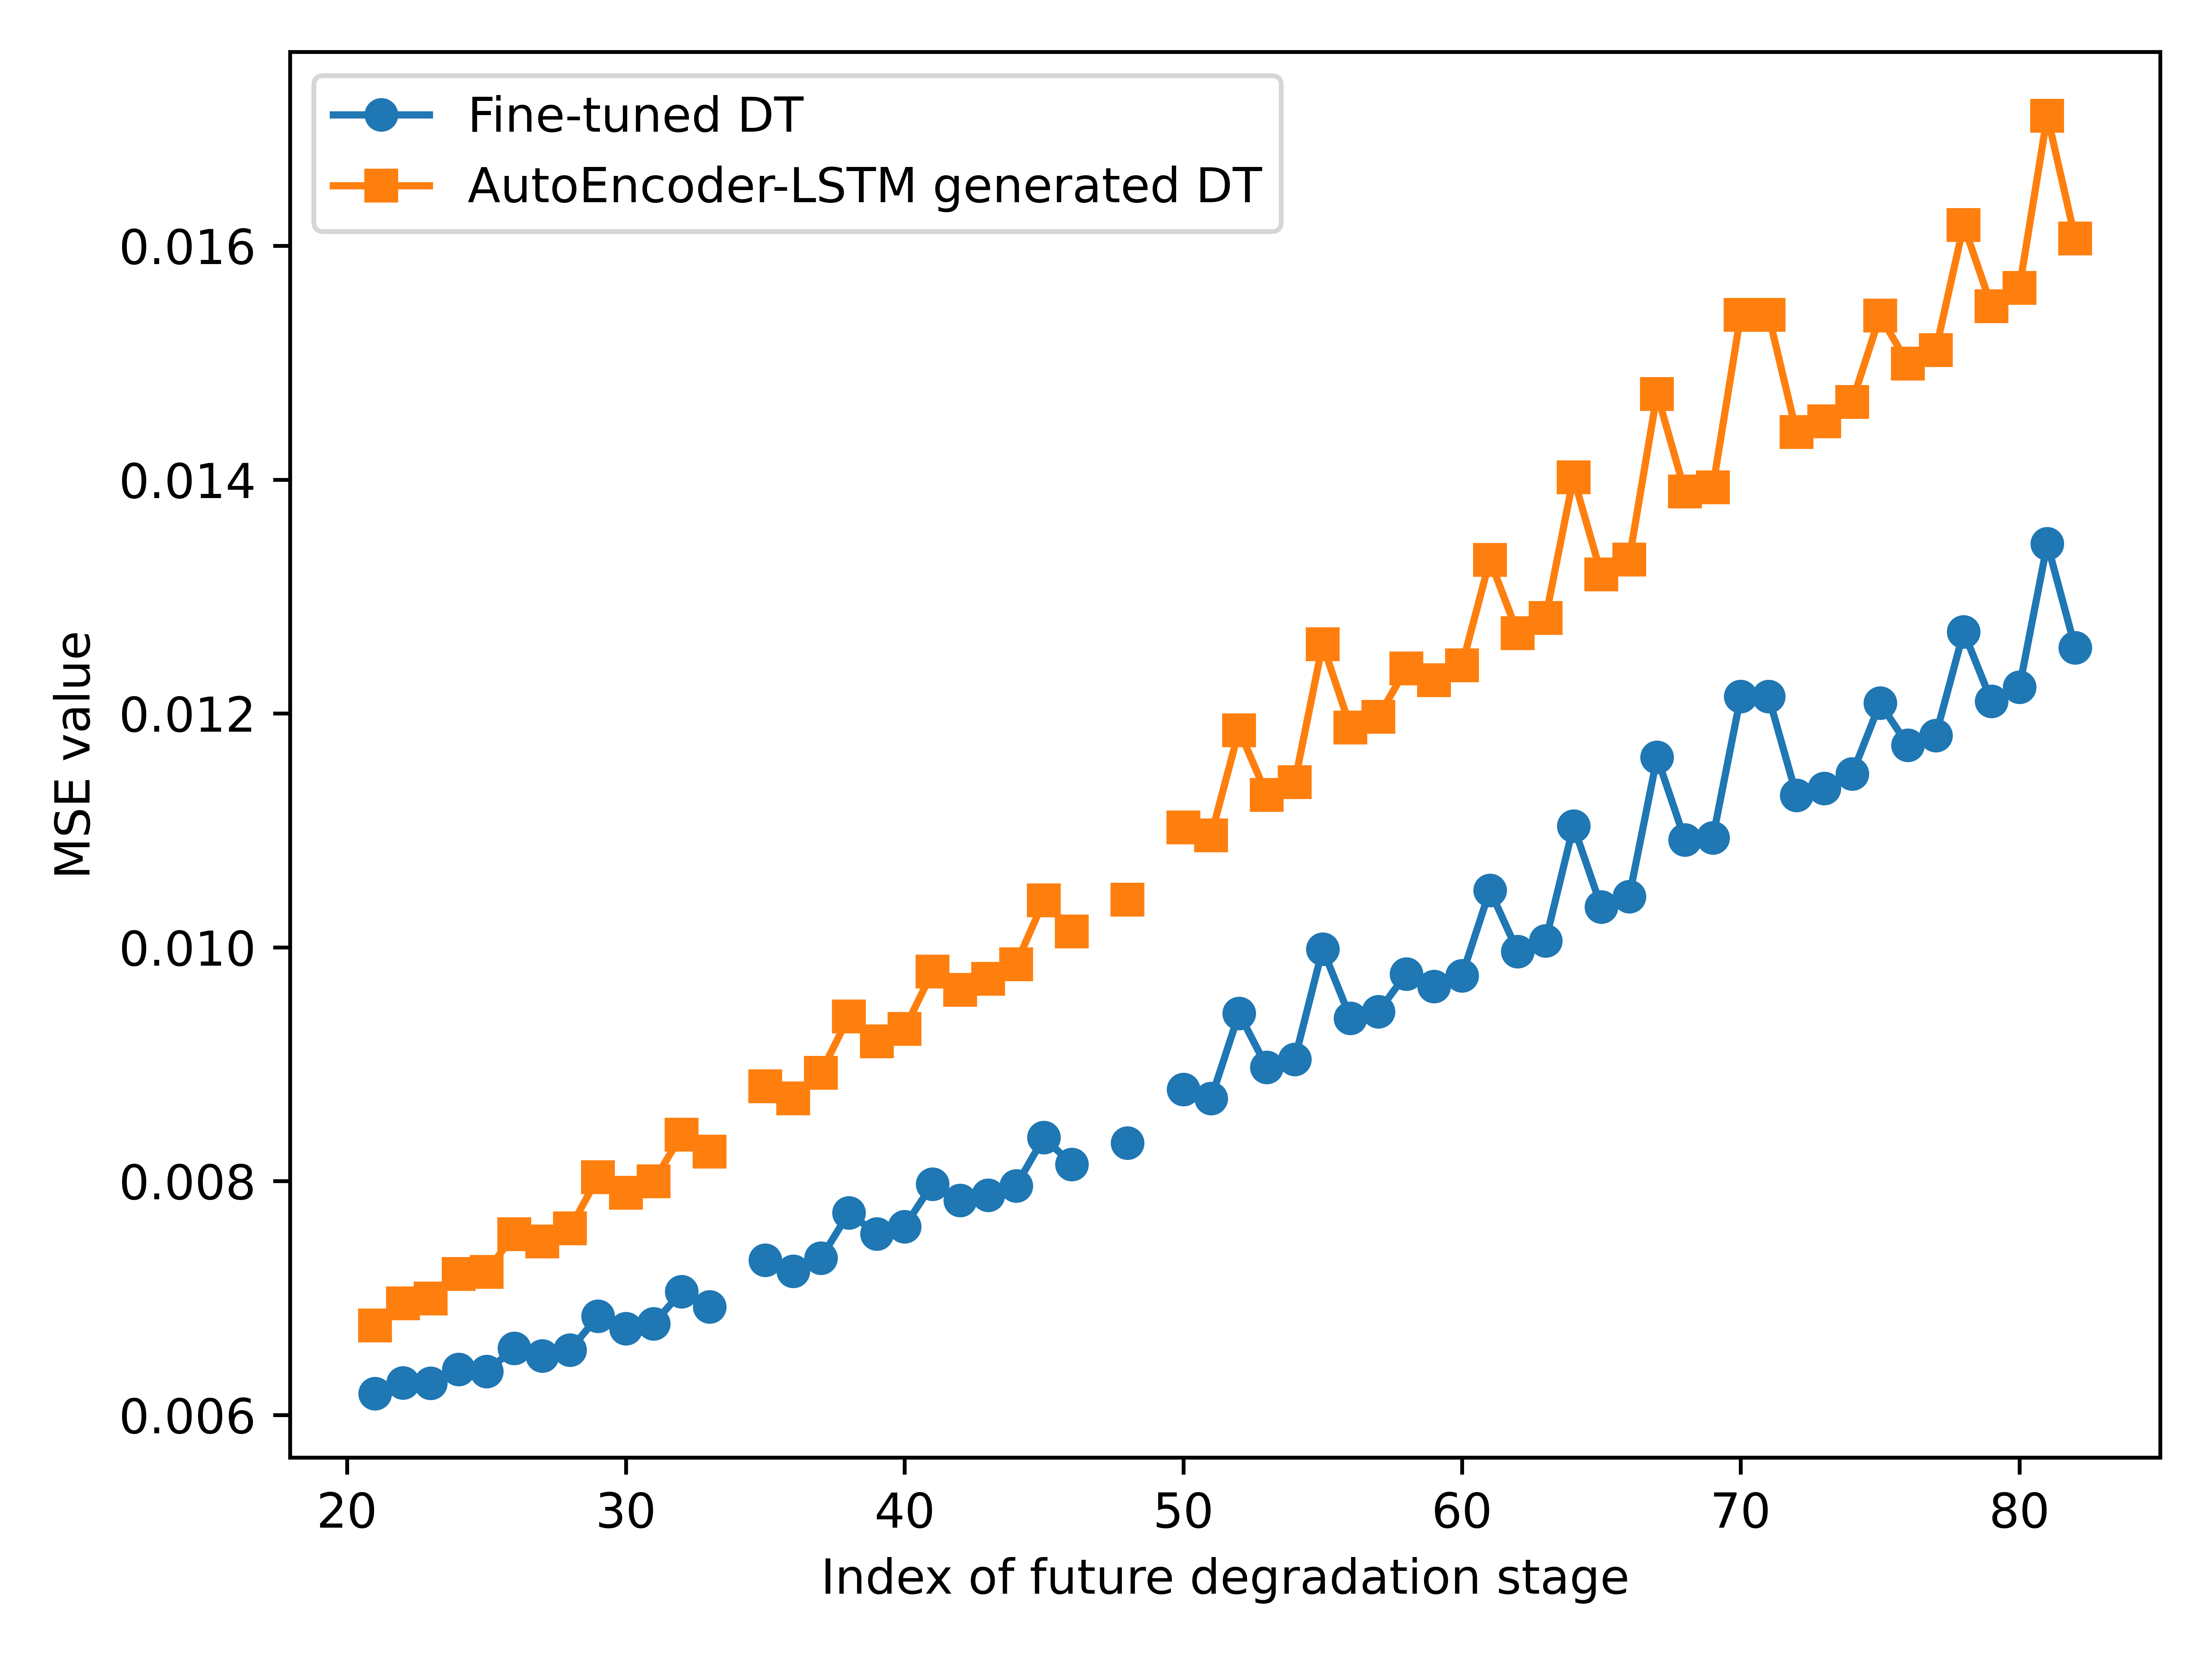 Fine-tuned DT
AutoEncoder-LSTM generated DT
0.016
0.014
0.012
0.010
0.008
0.006
MSE value
20 30 40 50 60 70 80
Index of future degradation stage